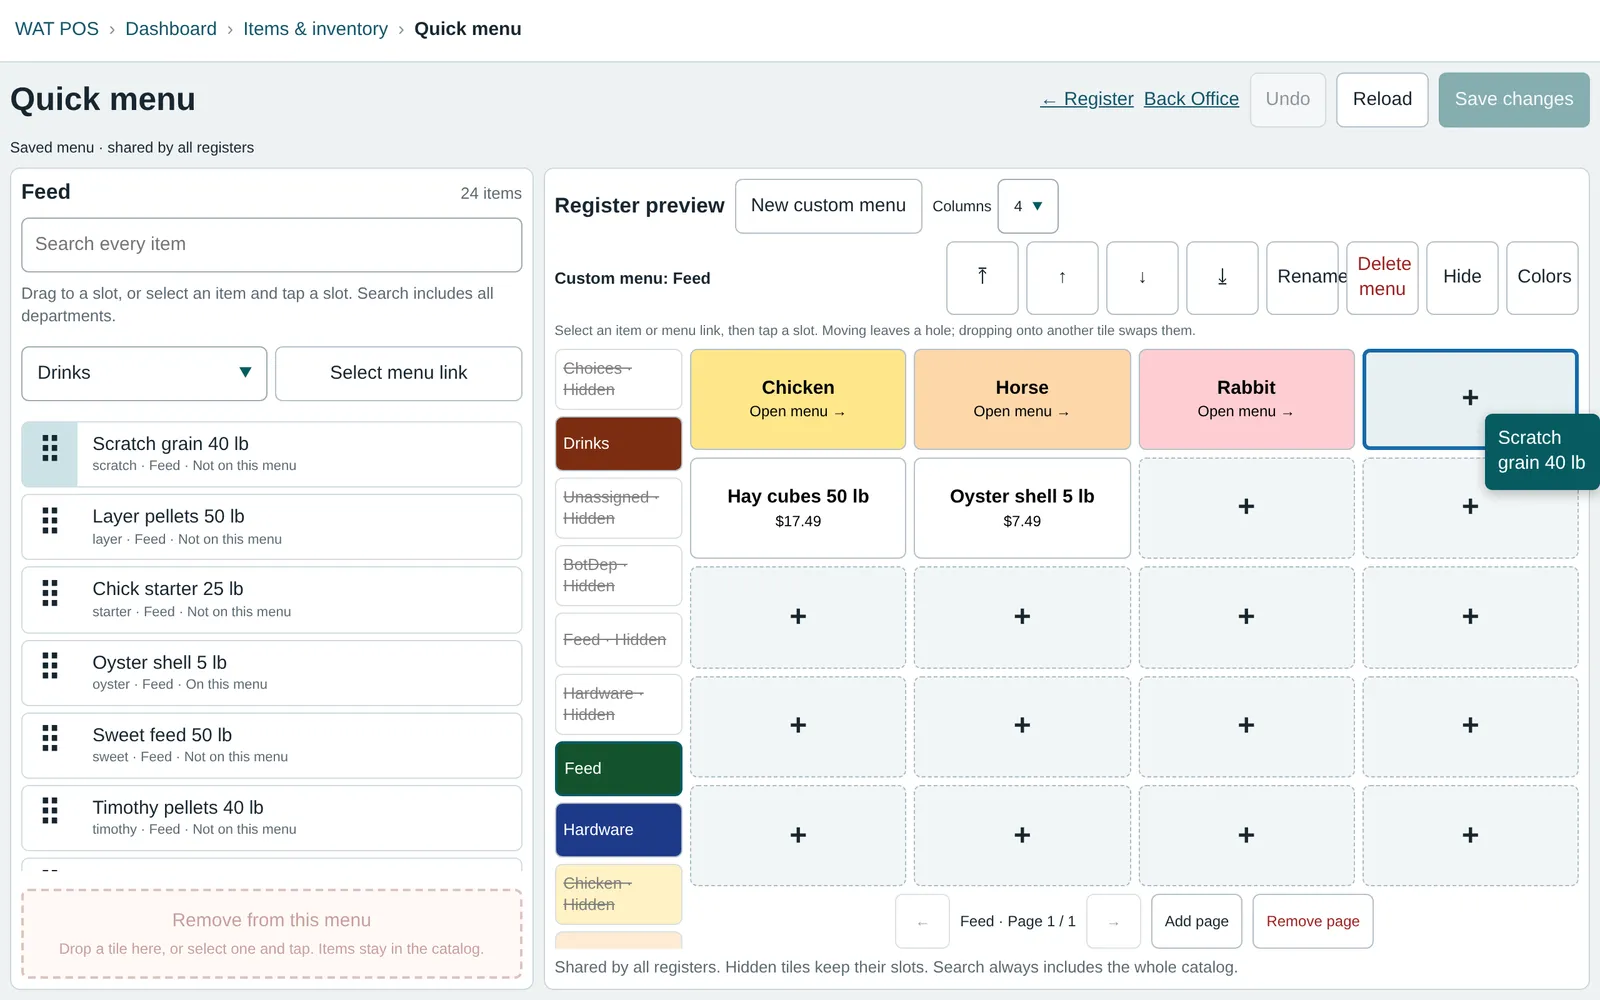 WAT POS › Dashboard › Items & inventory › Quick menu
Quick menu
← Register Back Office Undo Reload Save changes
Saved menu · shared by all registers
Feed
24 items
Search every item
Drag to a slot, or select an item and tap a slot. Search includes all
departments.
Drinks ▼
Select menu link
Scratch grain 40 lb
scratch · Feed · Not on this menu
Layer pellets 50 lb
layer · Feed · Not on this menu
Chick starter 25 lb
starter · Feed · Not on this menu
Oyster shell 5 lb
oyster · Feed · On this menu
Sweet feed 50 lb
sweet · Feed · Not on this menu
Timothy pellets 40 lb
timothy · Feed · Not on this menu
Remove from this menu
Drop a tile here, or select one and tap. Items stay in the catalog.
Register preview
New custom menu
Columns
4 ▼
Custom menu: Feed
⤒ ↑ ↓ ⤓
Rename
Delete
menu
Hide
Colors
Select an item or menu link, then tap a slot. Moving leaves a hole; dropping onto another tile swaps them.
Choices ·
Hidden
Drinks
Unassigned ·
Hidden
BotDep ·
Hidden
Feed · Hidden
Hardware ·
Hidden
Feed
Hardware
Chicken ·
Hidden
Chicken
Open menu →
Horse
Open menu →
Rabbit
Open menu →
+
Scratch
grain 40 lb
Hay cubes 50 lb
$17.49
Oyster shell 5 lb
$7.49
+ +
+ + + +
+ + + +
+ + + +
← Feed · Page 1 / 1 → Add page Remove page
Shared by all registers. Hidden tiles keep their slots. Search always includes the whole catalog.